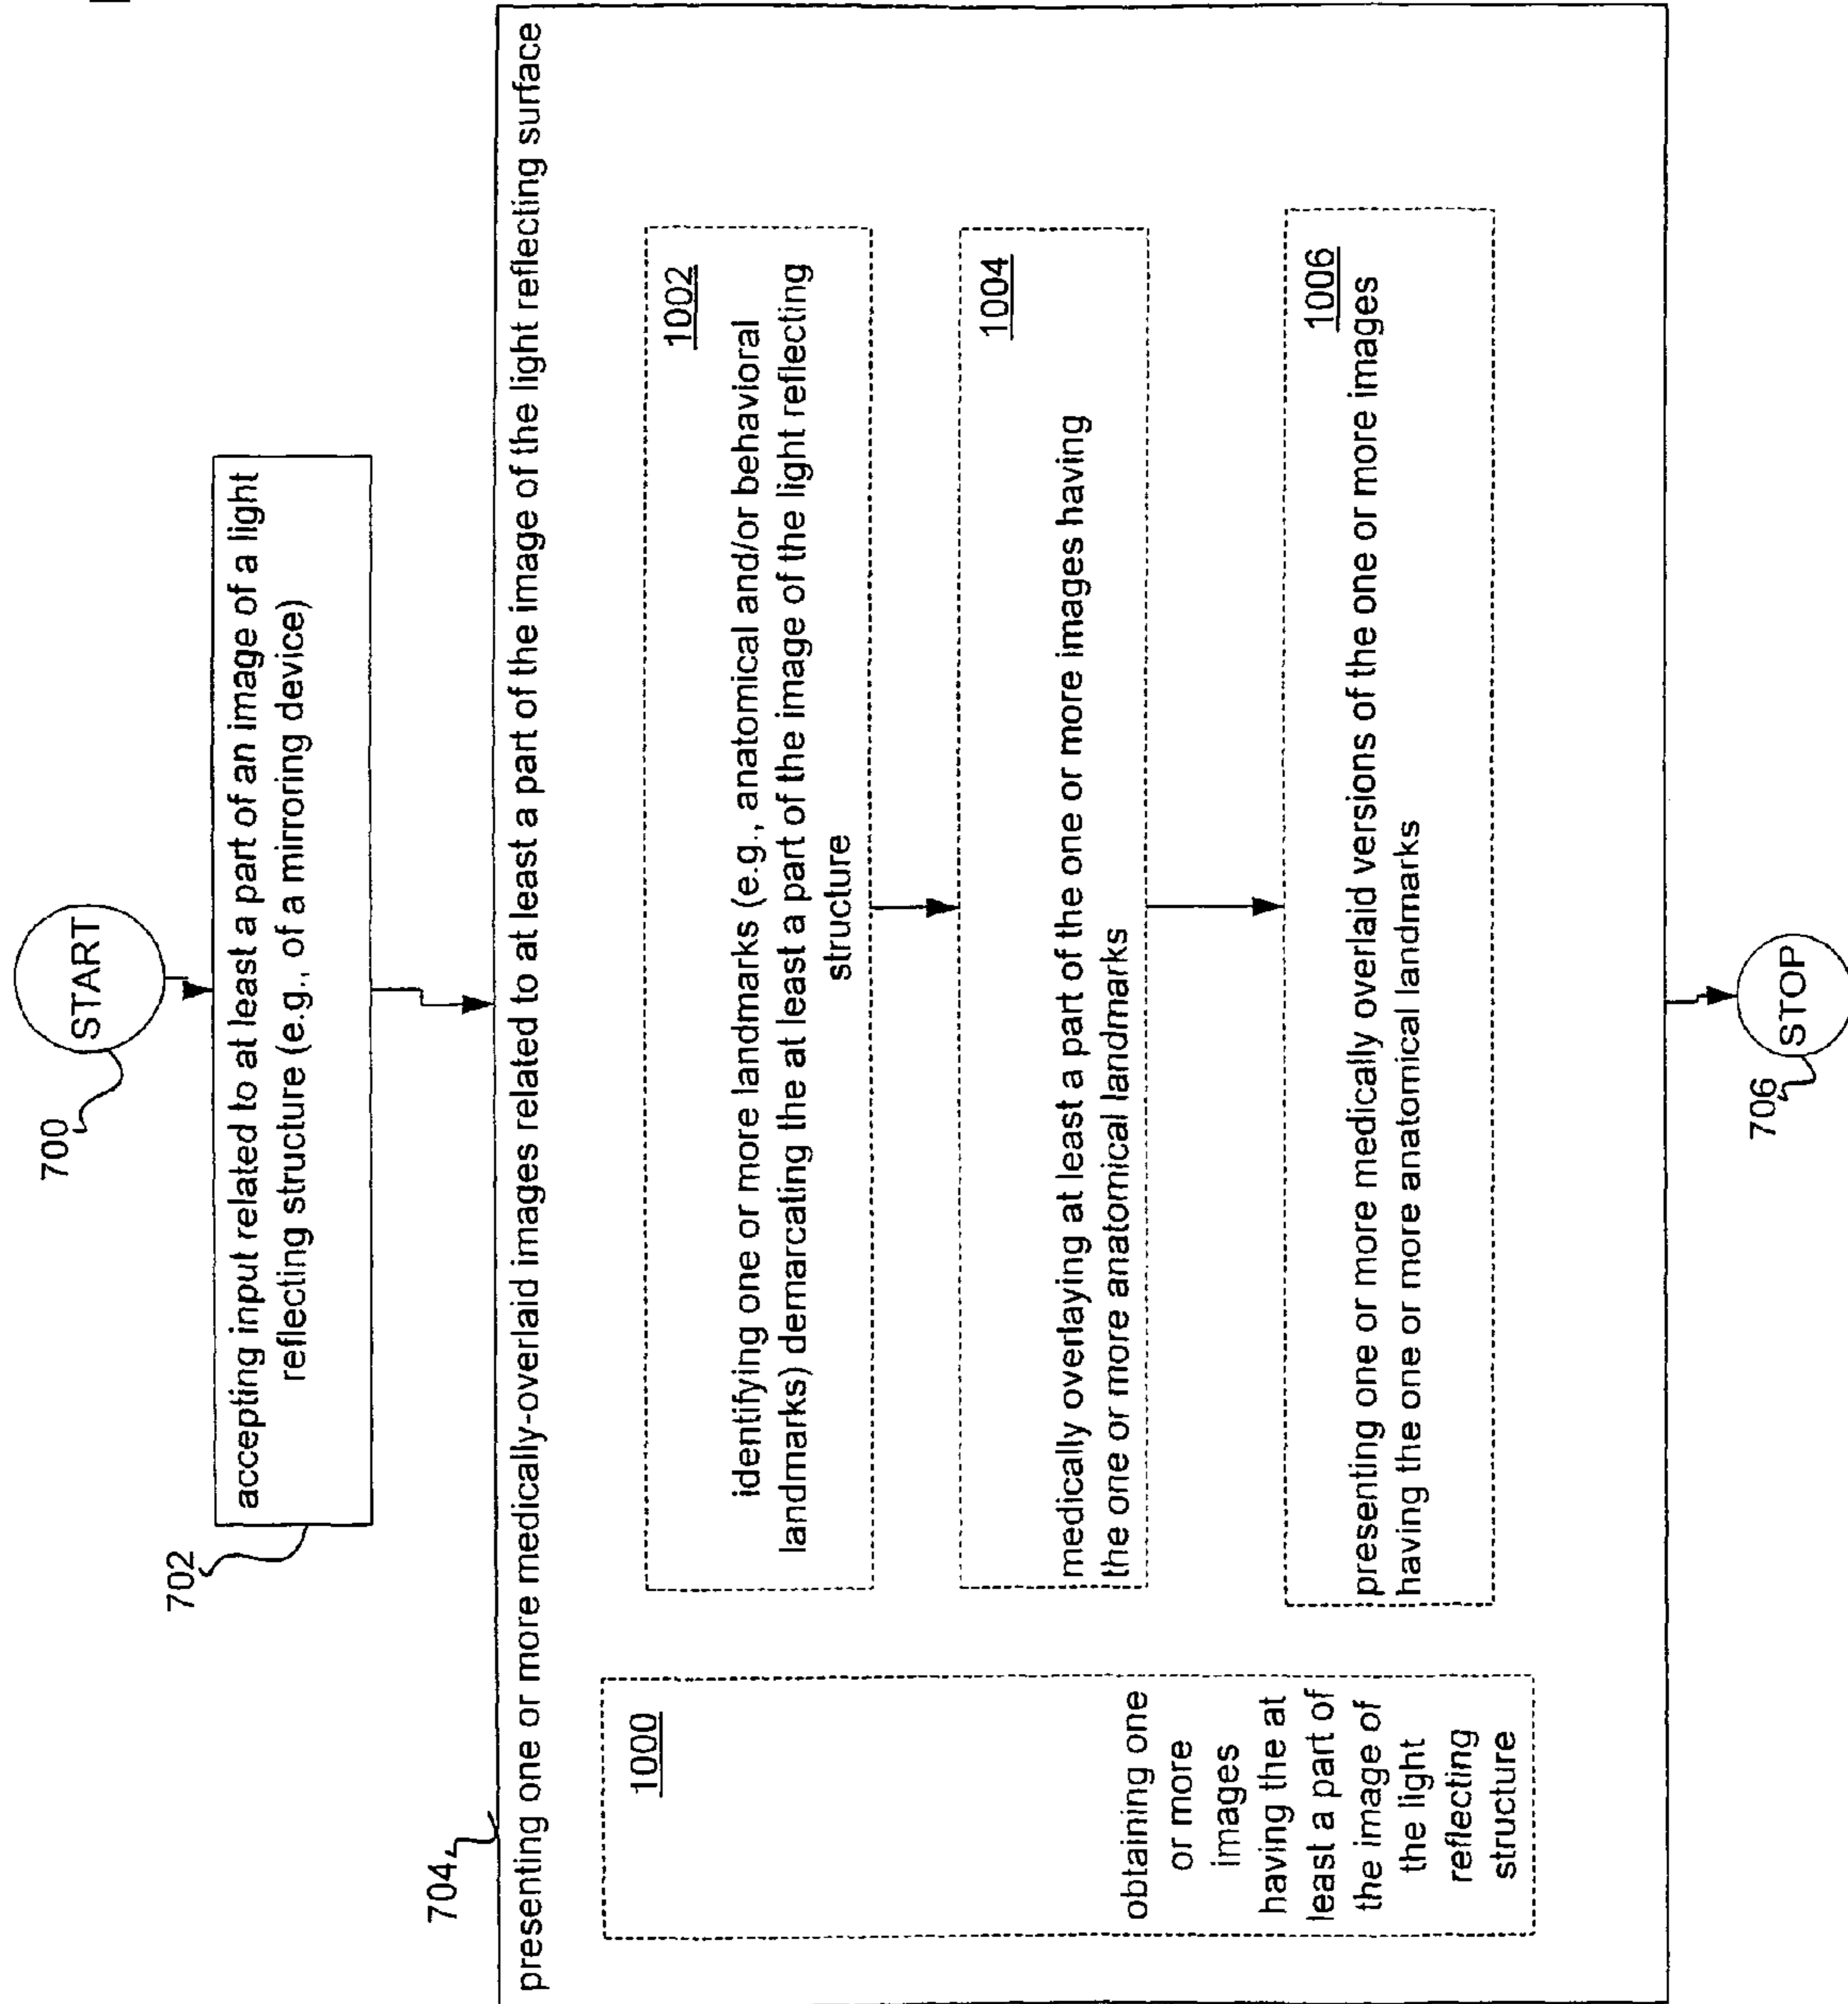 START
700
702
accepting input related to at least a part of an image of a light
reflecting structure (e.g., of a mirroring device)
704
presenting one or more medically-overlaid images related to at least a part of the image of the light reflecting surface
1000
obtaining one
or more
images
having the at
least a part of
the image of
the light
reflecting
structure
1002
identifying one or more landmarks (e.g., anatomical and/or behavioral
landmarks) demarcating the at least a part of the image of the light reflecting
structure
1004
medically overlaying at least a part of the one or more images having
the one or more anatomical landmarks
1006
presenting one or more medically overlaid versions of the one or more images
having the one or more anatomical landmarks
STOP
706